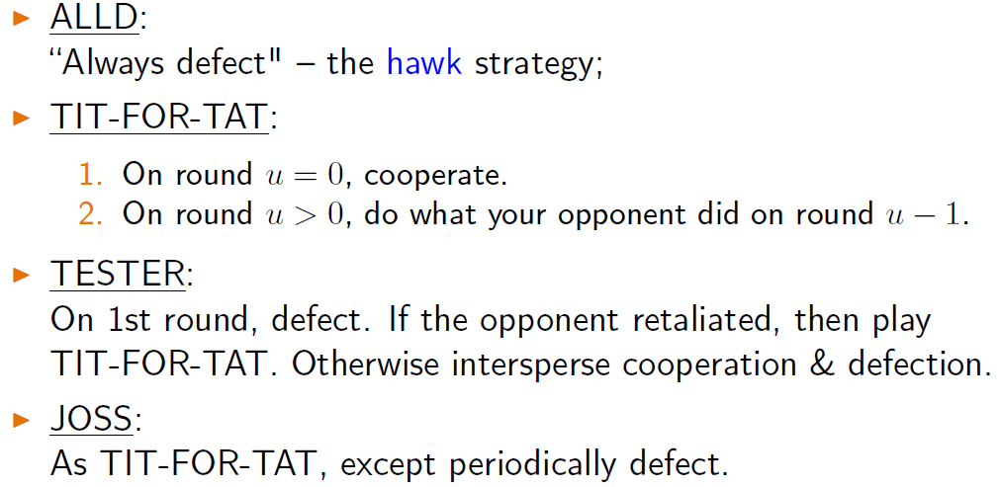 ▶ ALLD:
“Always defect" – the hawk strategy;
▶ TIT-FOR-TAT:
1. On round u = 0, cooperate.
2. On round u > 0, do what your opponent did on round u − 1.
▶ TESTER:
On 1st round, defect. If the opponent retaliated, then play
TIT-FOR-TAT. Otherwise intersperse cooperation & defection.
▶ JOSS:
As TIT-FOR-TAT, except periodically defect.